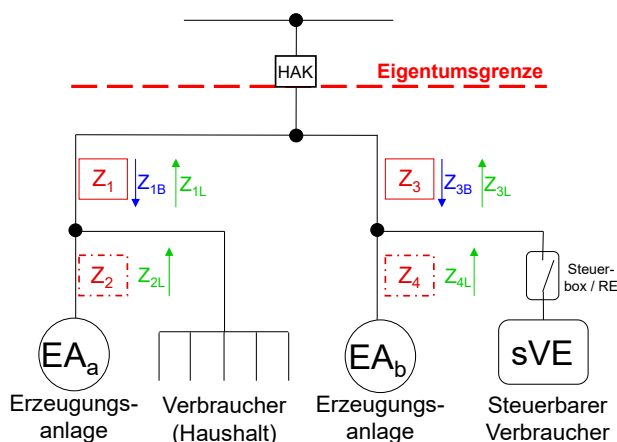 HAK
Eigentumsgrenze
Z1
Z1B
Z1L
Z3
Z3B
Z3L
Z2
Z2L
Z4
Z4L
Steuer-
box / RE
EAa
EAb
sVE
Erzeugungs-
anlage
Verbraucher
(Haushalt)
Erzeugungs-
anlage
Steuerbarer
Verbraucher